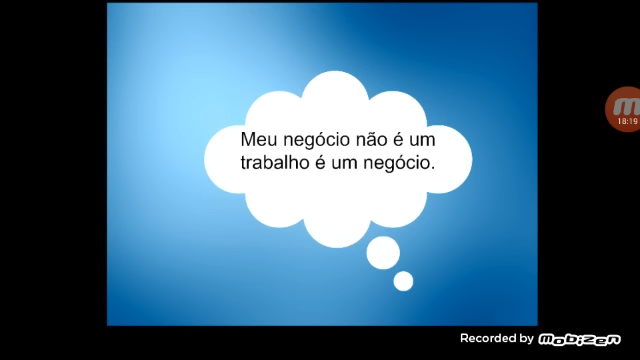 Meu negócio não é um
trabalho é um negócio.
18:19
Recorded by Mobizen